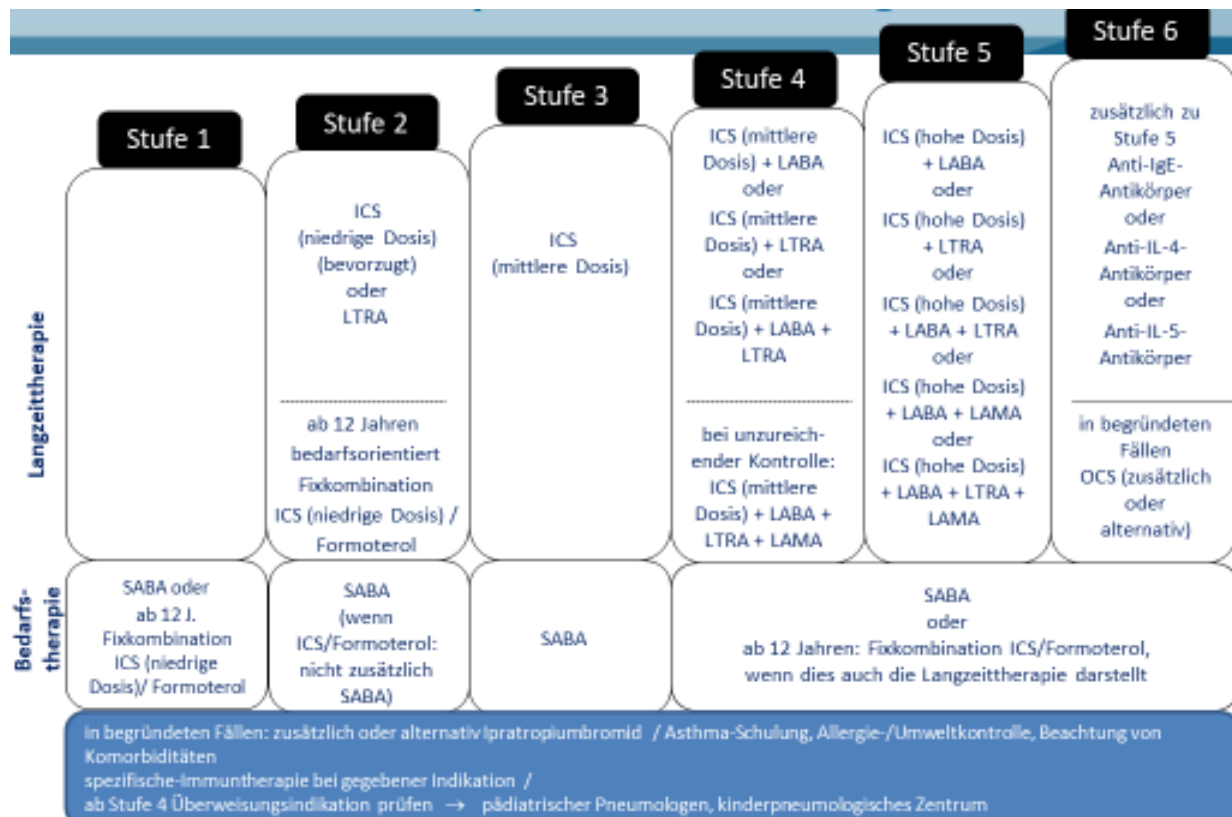 Stufe 1
Stufe 2
Stufe 3
Stufe 4
Stufe 5
Stufe 6
Langzeittherapie
ICS
(niedrige Dosis)
(bevorzugt)
oder
LTRA
ab 12 Jahren
bedarfsorientiert
Fixkombination
ICS (niedrige Dosis) /
Formoterol
ICS
(mittlere Dosis)
ICS (mittlere
Dosis) + LABA
oder
ICS (mittlere
Dosis) + LTRA
oder
ICS (mittlere
Dosis) + LABA +
LTRA
bei unzureich-
ender Kontrolle:
ICS (mittlere
Dosis) + LABA +
LTRA + LAMA
ICS (hohe Dosis)
+ LABA
oder
ICS (hohe Dosis)
+ LTRA
oder
ICS (hohe Dosis)
+ LABA + LTRA
oder
ICS (hohe Dosis)
+ LABA + LAMA
oder
ICS (hohe Dosis)
+ LABA + LTRA +
LAMA
zusätzlich zu
Stufe 5
Anti-IgE-
Antikörper
oder
Anti-IL-4-
Antikörper
oder
Anti-IL-5-
Antikörper
in begründeten
Fällen
OCS (zusätzlich
oder
alternativ)
Bedarfs-
therapie
SABA oder
ab 12 J.
Fixkombination
ICS (niedrige
Dosis)/ Formoterol
SABA
(wenn
ICS/Formoterol:
nicht zusätzlich
SABA)
SABA
SABA
oder
ab 12 Jahren: Fixkombination ICS/Formoterol,
wenn dies auch die Langzeittherapie darstellt
in begründeten Fällen: zusätzlich oder alternativ Ipratropiumbromid / Asthma-Schulung, Allergie-/Umweltkontrolle, Beachtung von
Komorbiditäten
spezifische-Immuntherapie bei gegebener Indikation /
ab Stufe 4 Überweisungsindikation prüfen → pädiatrischer Pneumologen, kinderpneumologisches Zentrum